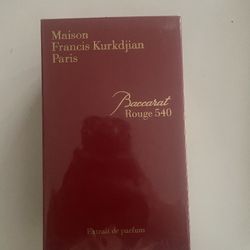 Maison
Francis Kurkdjian
Paris
Baccarat
Rouge 540
Extrait de parfum